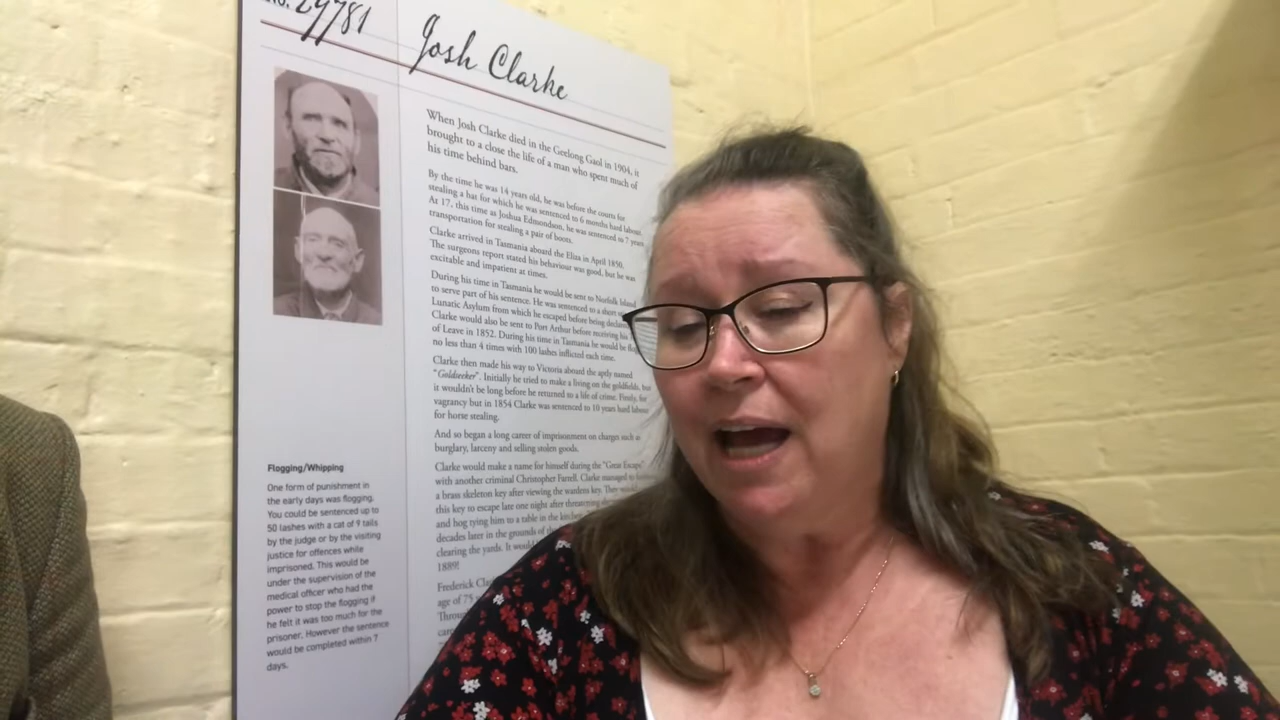 No. 29781
Josh Clarke
When Josh Clarke died in the Geelong Gaol in 1904, it
brought to a close the life of a man who spent much of
his time behind bars.
By the time he was 14 years old, he was before the courts for
stealing a hat for which he was sentenced to 6 months hard labour.
At 17, this time as Joshua Edmondson, he was sentenced to 7 years
transportation for stealing a pair of boots.
Clarke arrived in Tasmania aboard the Eliza in April 1850.
The surgeons report stated his behaviour was good, but he was
excitable and impatient at times.
During his time in Tasmania he would be sent to Norfolk Island
to serve part of his sentence. He was sentenced to a short
Lunatic Asylum from which he escaped before being
Clarke would also be sent to Port Arthur before receiving his
of Leave in 1852. During his time in Tasmania he would be
no less than 4 times with 100 lashes inflicted each time.
Clarke then made his way to Victoria aboard the aptly named
"Goldseeker". Initially he tried to make a living on the goldfields, but
it wouldn't be long before he returned to a life of crime. Firstly, for
vagrancy but in 1854 Clarke was sentenced to 10 years hard labour
for horse stealing.
And so began a long career of imprisonment on charges such as
burglary, larceny and selling stolen goods.
Clarke would make a name for himself during the "Great Escape"
with another criminal Christopher Farrell. Clarke managed to
a brass skeleton key after viewing the wardens key. They would
this key to escape late one night after threatening
and hog tying him to a table in the kitchen
decades later in the grounds of the
clearing the yards. It would
1889!
Frederick
age of 75
Flogging/Whipping
One form of punishment in
the early days was flogging.
You could be sentenced up to
50 lashes with a cat of 9 tails
by the judge or by the visiting
justice for offences while
imprisoned. This would be
under the supervision of the
medical officer who had the
power to stop the flogging if
he felt it was too much for the
prisoner. However the sentence
would be completed within 7
days.